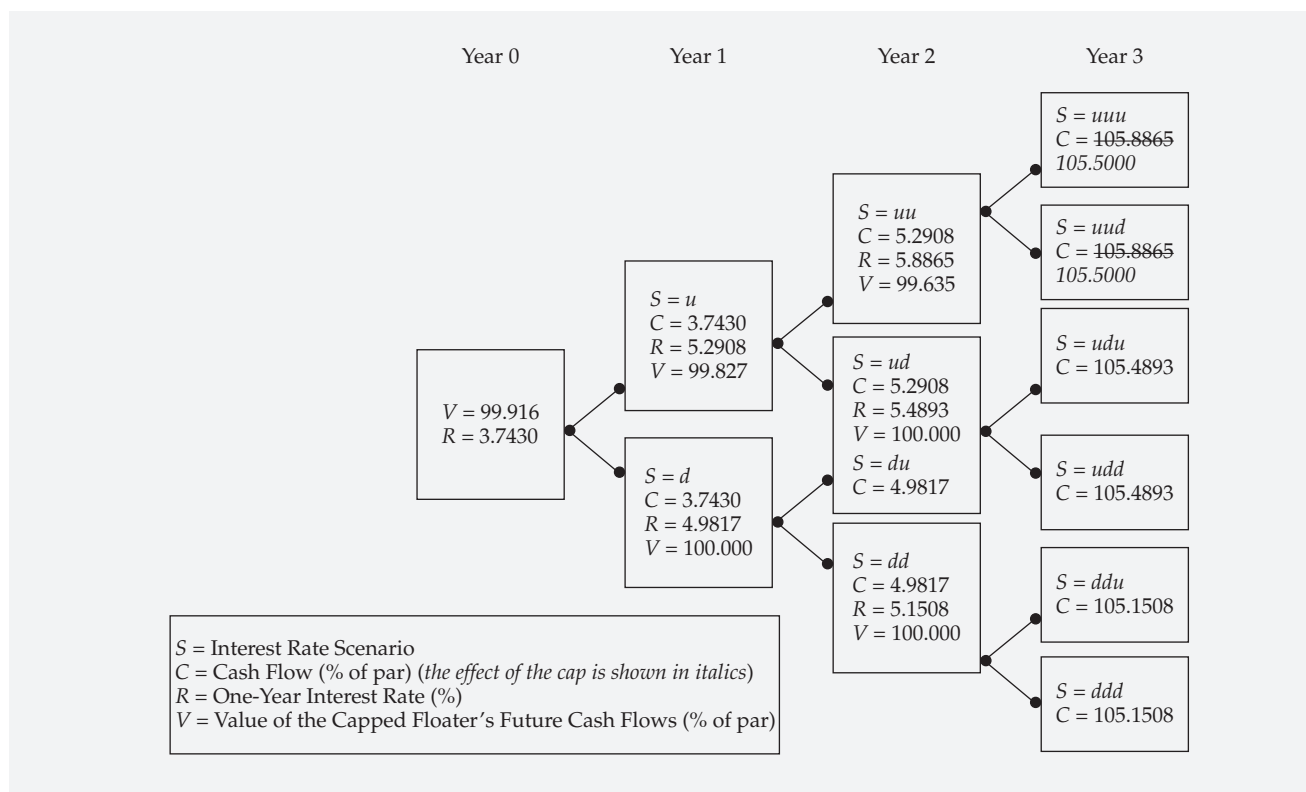 Year 0
Year 1
Year 2
Year 3
V = 99.916
R = 3.7430
S = u
C = 3.7430
R = 5.2908
V = 99.827
S = d
C = 3.7430
R = 4.9817
V = 100.000
S = uu
C = 5.2908
R = 5.8865
V = 99.635
S = ud
C = 5.2908
R = 5.4893
V = 100.000
S = du
C = 4.9817
S = dd
C = 4.9817
R = 5.1508
V = 100.000
S = uuu
C = 105.8865
105.5000
S = uud
C = 105.8865
105.5000
S = udu
C = 105.4893
S = udd
C = 105.4893
S = ddu
C = 105.1508
S = ddd
C = 105.1508
S = Interest Rate Scenario
C = Cash Flow (% of par) (the effect of the cap is shown in italics)
R = One-Year Interest Rate (%)
V = Value of the Capped Floater's Future Cash Flows (% of par)